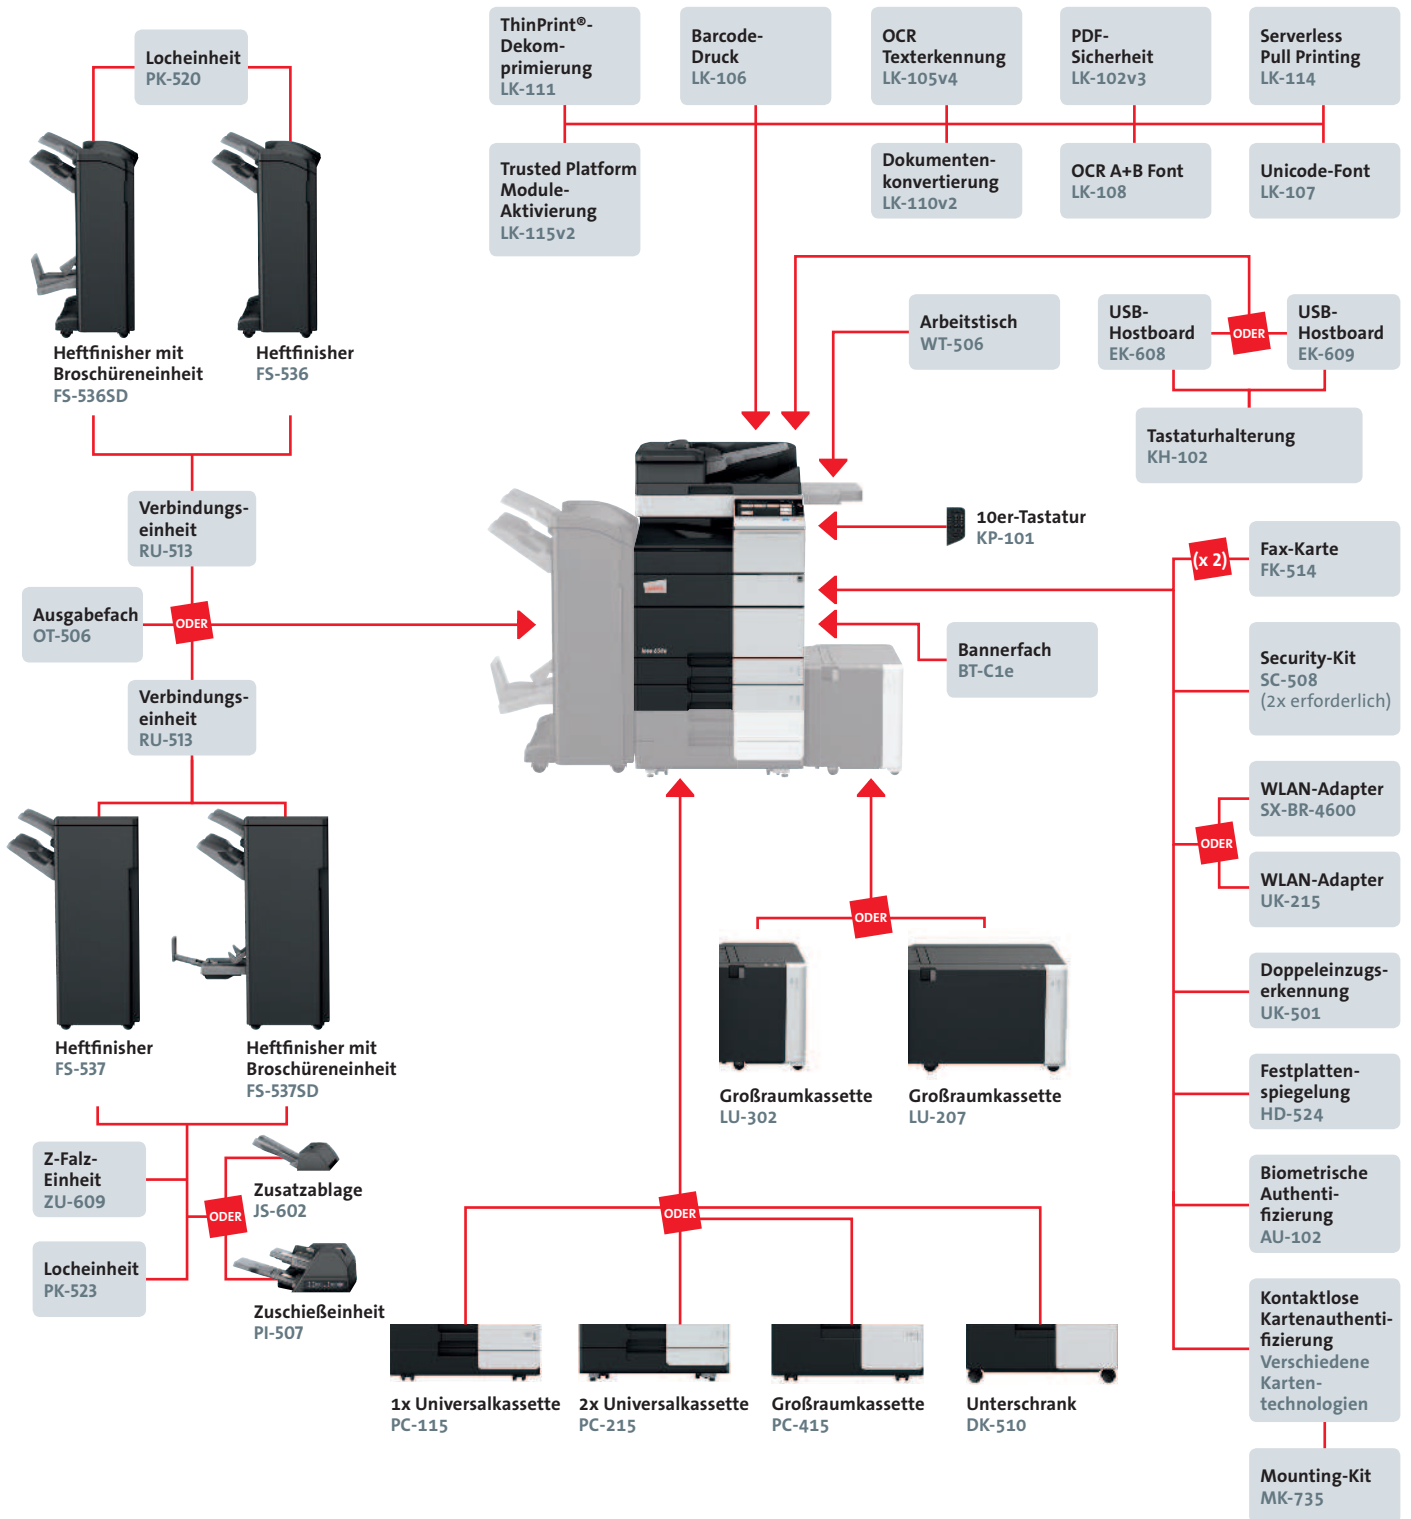 Locheinheit
PK-520
ThinPrint®-
Dekom-
primierung
LK-111
Barcode-
Druck
LK-106
OCR
Texterkennung
LK-105v4
PDF-
Sicherheit
LK-102v3
Serverless
Pull Printing
LK-114
Trusted Platform
Module-
Aktivierung
LK-115v2
Dokumenten-
konvertierung
LK-110v2
OCR A+B Font
LK-108
Unicode-Font
LK-107
Heftfinisher mit
Broschüreneinheit
FS-536SD
Heftfinisher
FS-536
Arbeitstisch
WT-506
USB-
Hostboard
EK-608
ODER
USB-
Hostboard
EK-609
Tastaturhalterung
KH-102
Verbindungs-
einheit
RU-513
Ausgabefach
OT-506
ODER
Verbindungs-
einheit
RU-513
10er-Tastatur
KP-101
Bannerfach
BT-C1e
(x 2)
Fax-Karte
FK-514
Security-Kit
SC-508
(2x erforderlich)
WLAN-Adapter
SX-BR-4600
ODER
WLAN-Adapter
UK-215
Doppeleinzugs-
erkennung
UK-501
Festplatten-
spiegelung
HD-524
Biometrische
Authenti-
fizierung
AU-102
Kontaktlose
Kartenauthenti-
fizierung
Verschiedene
Karten-
technologien
Mounting-Kit
MK-735
Heftfinisher
FS-537
Heftfinisher mit
Broschüreneinheit
FS-537SD
Z-Falz-
Einheit
ZU-609
Locheinheit
PK-523
ODER
Zusatzablage
JS-602
Zuschießeinheit
PI-507
ODER
Großraumkassette
LU-302
Großraumkassette
LU-207
ODER
1x Universalkassette
PC-115
2x Universalkassette
PC-215
Großraumkassette
PC-415
Unterschrank
DK-510